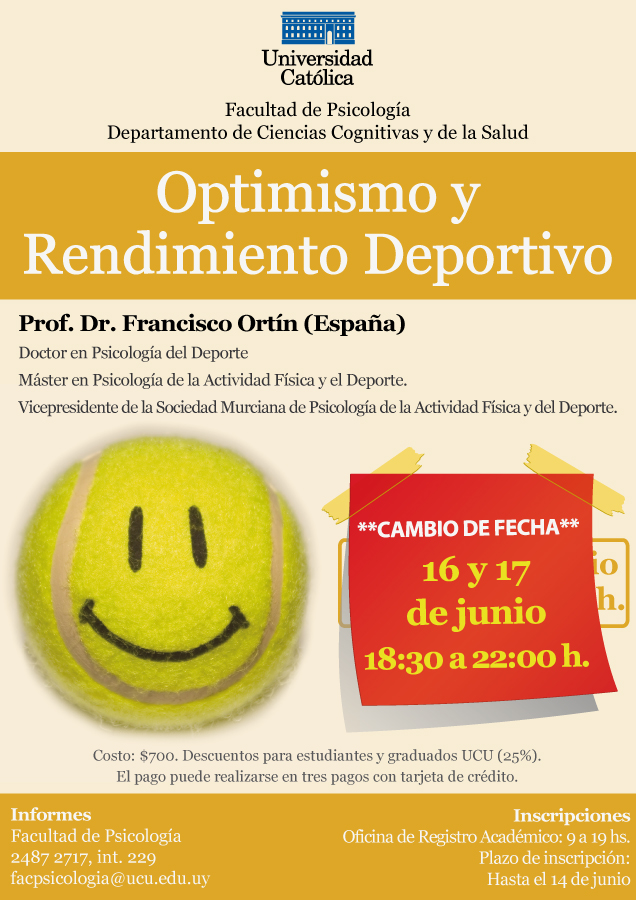 Universidad
Católica
Facultad de Psicología
Departamento de Ciencias Cognitivas y de la Salud
Optimismo y
Rendimiento Deportivo
Prof. Dr. Francisco Ortín (España)
Doctor en Psicología del Deporte
Máster en Psicología de la Actividad Física y el Deporte.
Vicepresidente de la Sociedad Murciana de Psicología de la Actividad Física y del Deporte.
**CAMBIO DE FECHA**
16 y 17
de junio
18:30 a 22:00 h.
io
h.
Costo: $700. Descuentos para estudiantes y graduados UCU (25%).
El pago puede realizarse en tres pagos con tarjeta de crédito.
Informes
Facultad de Psicología
2487 2717, int. 229
facpsicologia@ucu.edu.uy
Inscripciones
Oficina de Registro Académico: 9 a 19 hs.
Plazo de inscripción:
Hasta el 14 de junio